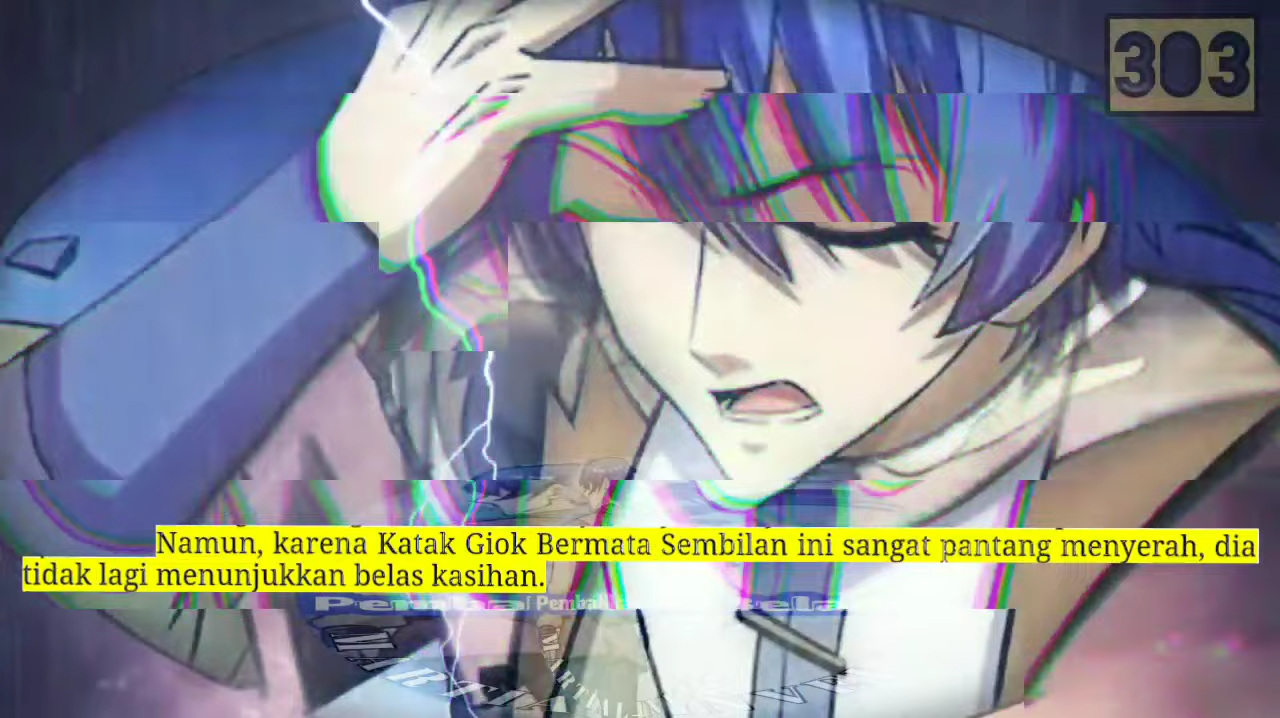 303
Namun, karena Katak Giok Bermata Sembilan ini sangat pantang menyerah, dia
tidak lagi menunjukkan belas kasihan.